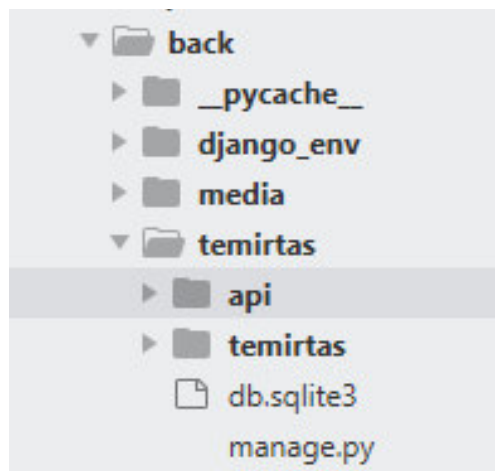 back
__pycache__
django_env
media
temirtas
api
temirtas
db.sqlite3
manage.py